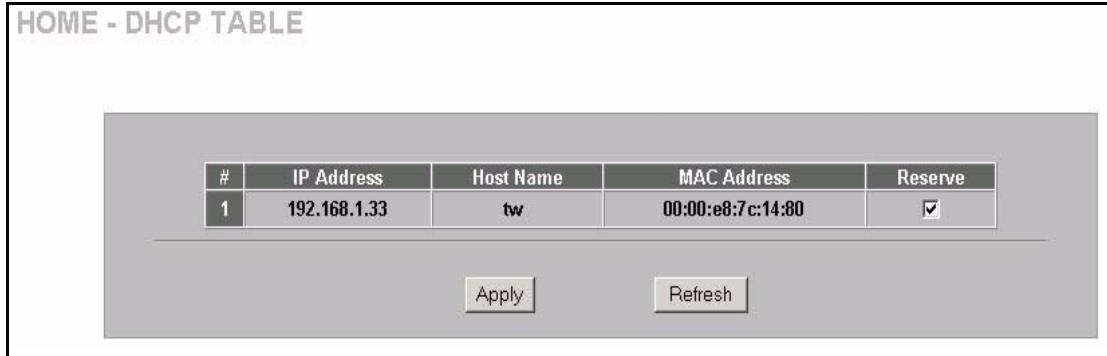 HOME - DHCP TABLE
# IP Address Host Name MAC Address Reserve
1 192.168.1.33 tw 00:00:e8:7c:14:80
Apply Refresh